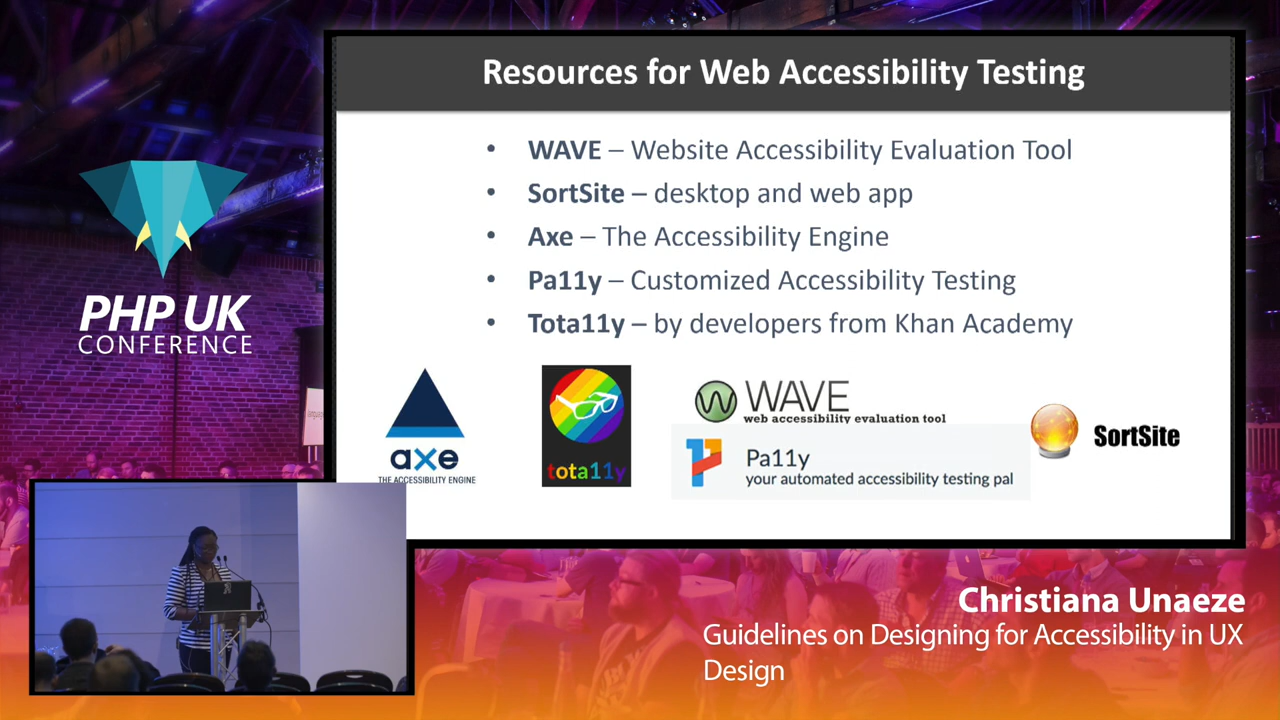 Resources for Web Accessibility Testing
• WAVE – Website Accessibility Evaluation Tool
• SortSite – desktop and web app
• Axe – The Accessibility Engine
• Pa11y – Customized Accessibility Testing
• Tota11y – by developers from Khan Academy
axe
THE ACCESSIBILITY ENGINE
tota11y
W WAVE
web accessibility evaluation tool
Pa11y
your automated accessibility testing pal
SortSite
PHP UK
CONFERENCE
Christiana Unaeze
Guidelines on Designing for Accessibility in UX
Design